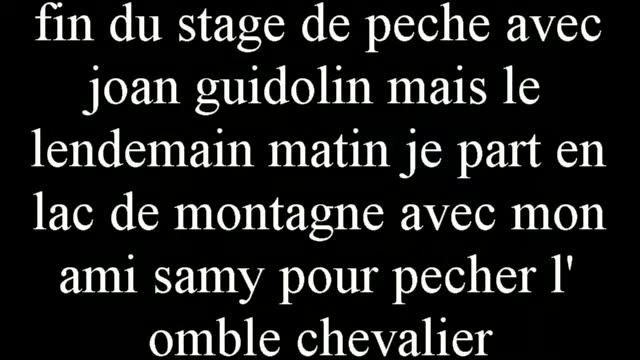 fin du stage de peche avec
joan guidolin mais le
lendemain matin je part en
lac de montagne avec mon
ami samy pour pecher l'
omble chevalier